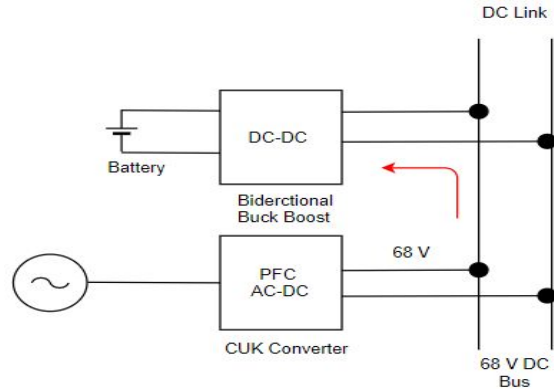 DC Link
DC-DC
Battery
Biderctional
Buck Boost
68 V
PFC
AC-DC
CUK Converter
68 V DC
Bus